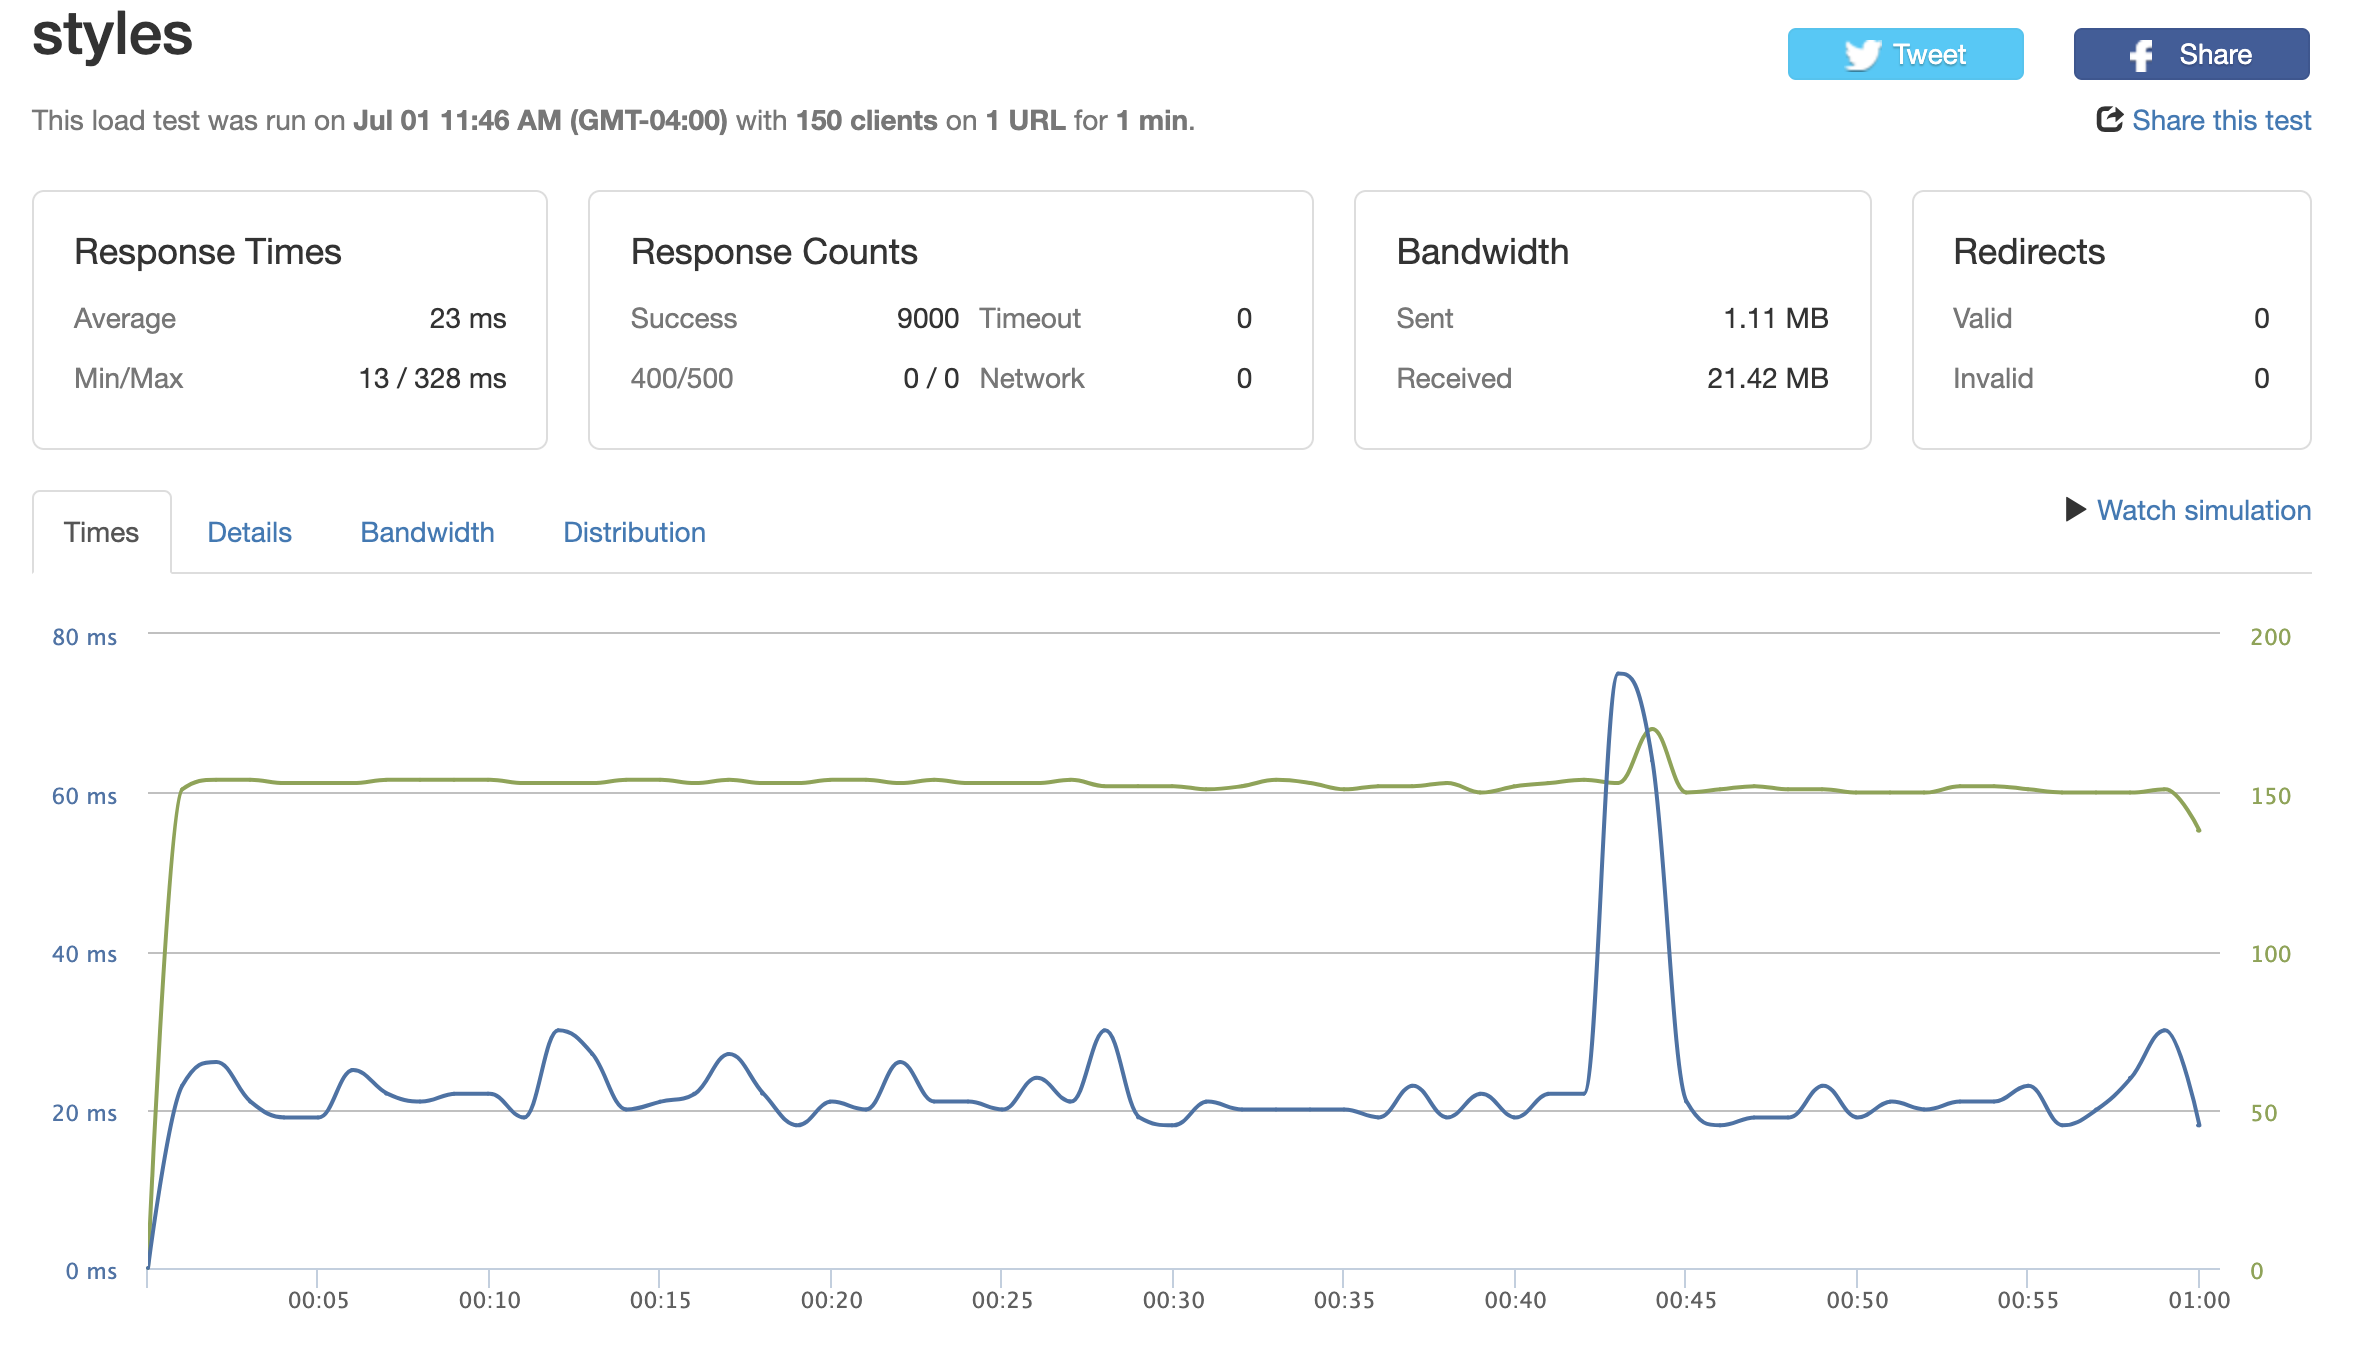 styles
Tweet
Share
This load test was run on Jul 01 11:46 AM (GMT-04:00) with 150 clients on 1 URL for 1 min.
Share this test
Response Times
Average 23 ms
Min/Max 13 / 328 ms
Response Counts
Success 9000 Timeout 0
400/500 0 / 0 Network 0
Bandwidth
Sent 1.11 MB
Received 21.42 MB
Redirects
Valid 0
Invalid 0
Times Details Bandwidth Distribution
Watch simulation
80 ms 200
60 ms 150
40 ms 100
20 ms 50
0 ms 0
00:05 00:10 00:15 00:20 00:25 00:30 00:35 00:40 00:45 00:50 00:55 01:00